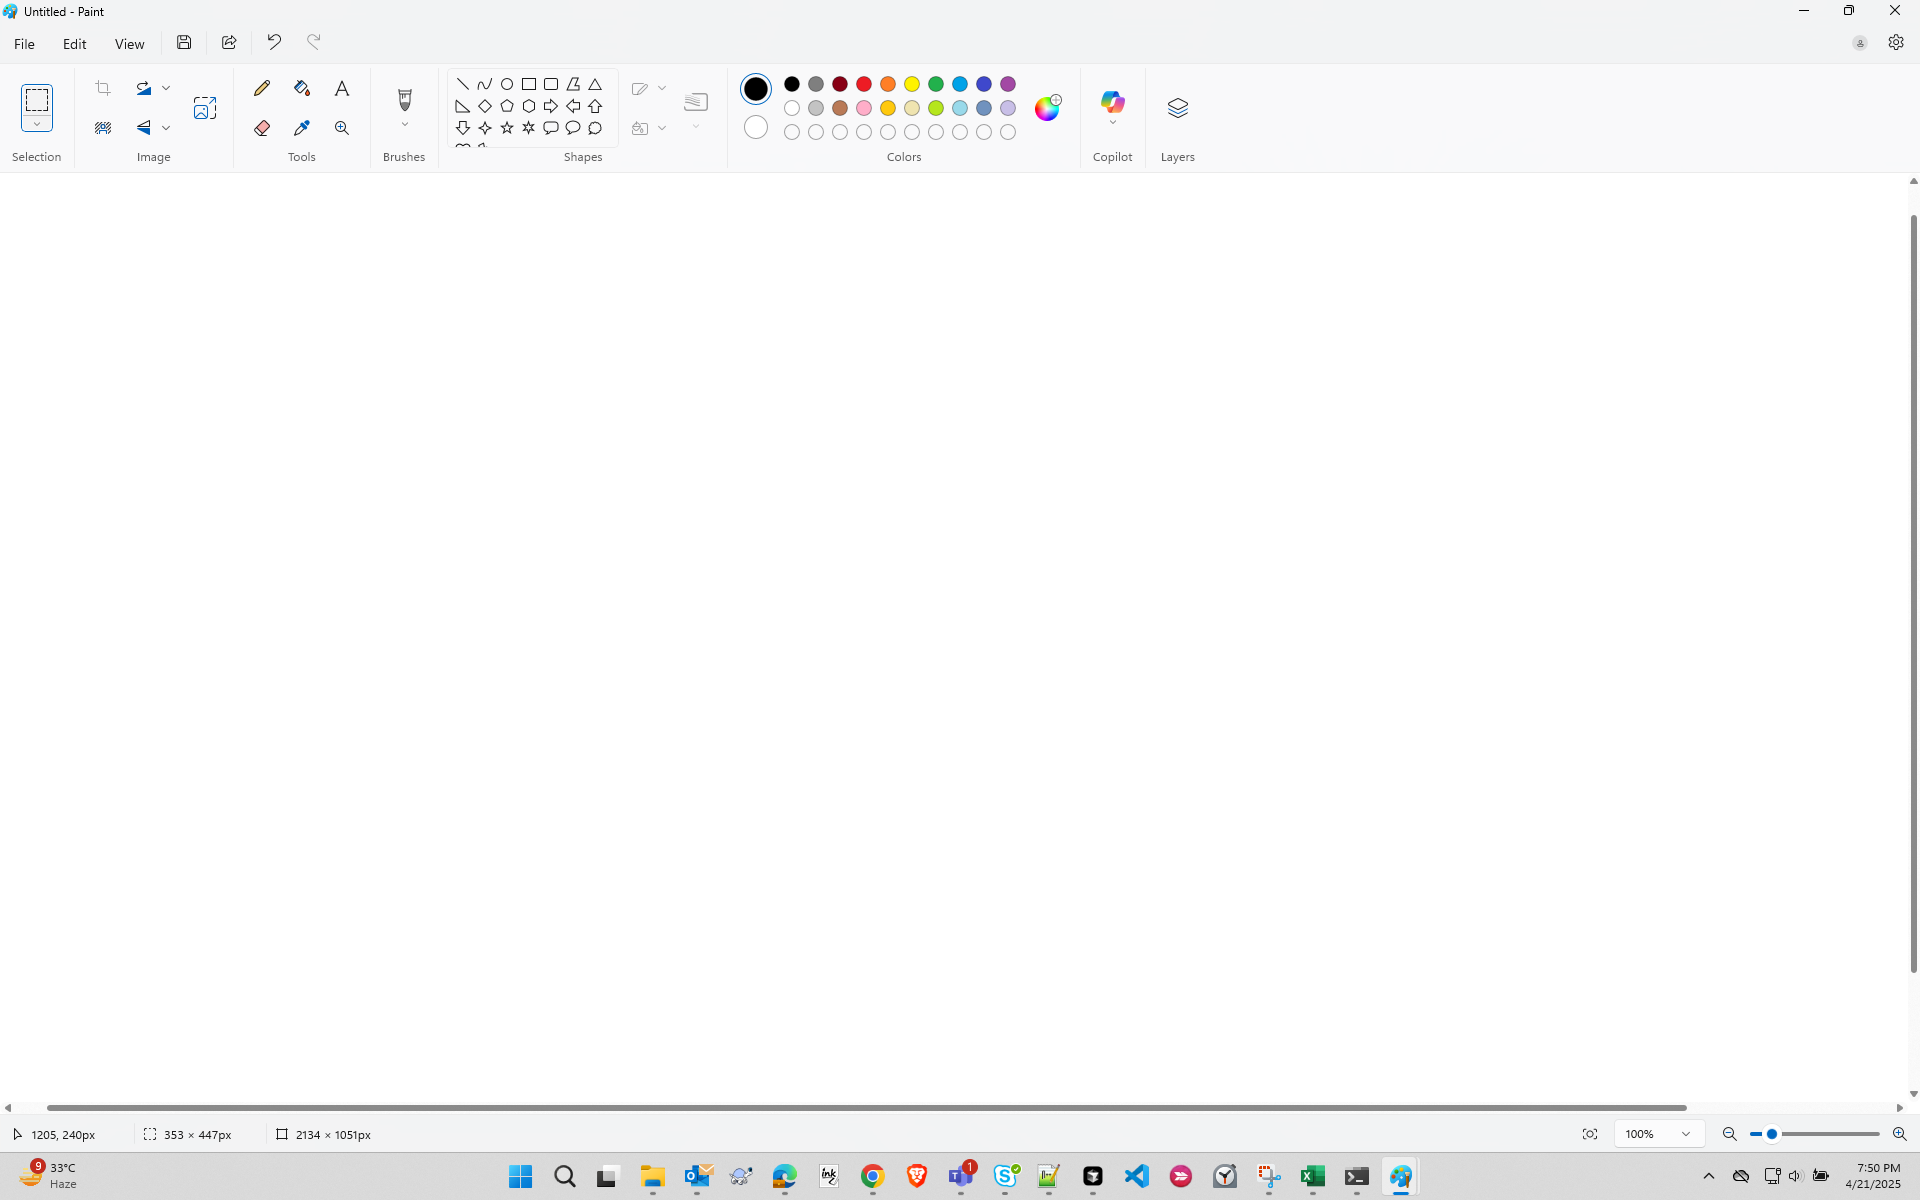 Untitled - Paint
File Edit View
Selection Image Tools Brushes Shapes Colors Copilot Layers
1205, 240px 353 × 447px 2134 × 1051px 100%
9 33°C
Haze
ink
1
7:50 PM
4/21/2025